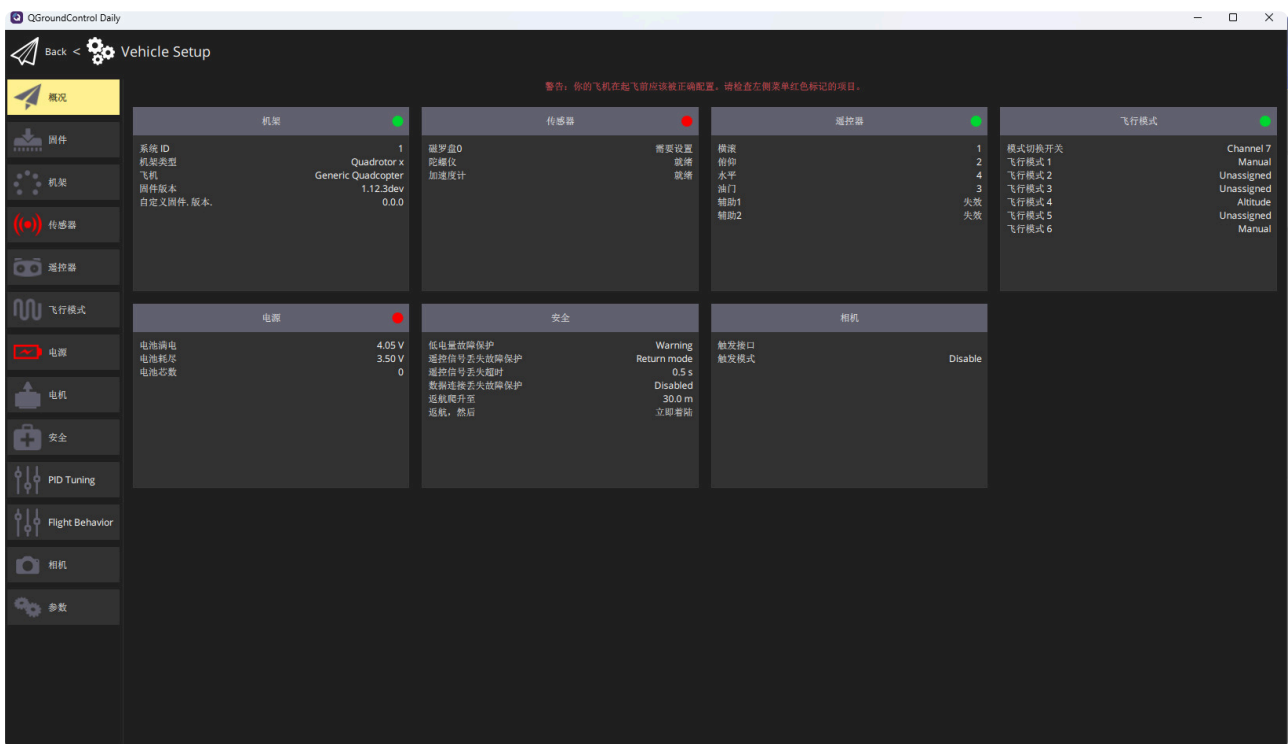 QGroundControl Daily
Back < Vehicle Setup
警告：你的飞机在起飞前应该被正确配置。请检查左侧菜单红色标记的项目。
概况
固件
机架
传感器
遥控器
飞行模式
电源
电机
安全
PID Tuning
Flight Behavior
相机
参数
机架
系统 ID 1
机架类型 Quadrotor x
飞机 Generic Quadcopter
固件版本 1.12.3dev
自定义固件. 版本. 0.0.0
传感器
磁罗盘0 需要设置
陀螺仪 就绪
加速度计 就绪
遥控器
横滚 1
俯仰 2
水平 4
油门 3
辅助1 失效
辅助2 失效
飞行模式
模式切换开关 Channel 7
飞行模式 1 Manual
飞行模式 2 Unassigned
飞行模式 3 Unassigned
飞行模式 4 Altitude
飞行模式 5 Unassigned
飞行模式 6 Manual
电源
电池满电 4.05 V
电池耗尽 3.50 V
电池芯数 0
安全
低电量故障保护 Warning
遥控信号丢失故障保护 Return mode
遥控信号丢失超时 0.5 s
数据连接丢失故障保护 Disabled
返航爬升至 30.0 m
返航，然后 立即着陆
相机
触发接口
触发模式 Disable